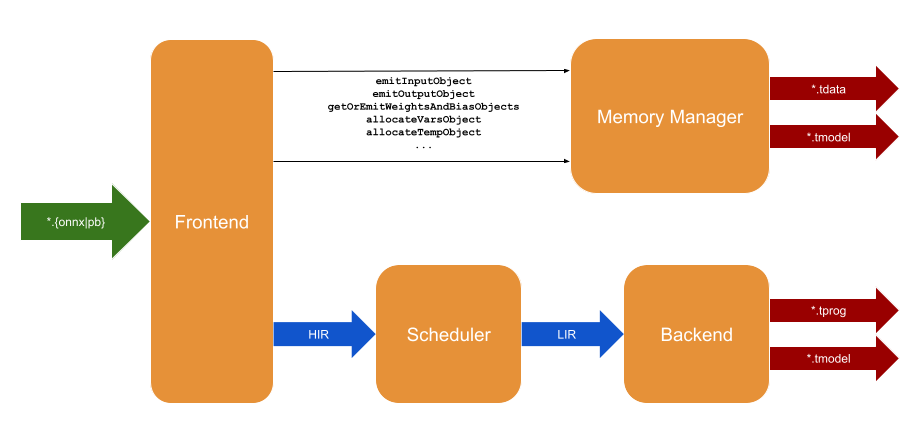 emitInputObject
emitOutputObject
getOrEmitWeightsAndBiasObjects
allocateVarsObject
allocateTempObject
...
Memory Manager
*.tdata
*.tmodel
*.{onnx|pb}
Frontend
HIR
Scheduler
LIR
Backend
*.tprog
*.tmodel